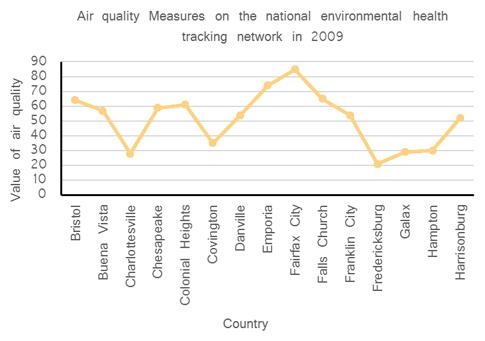 Air quality Measures on the national environmental health
tracking network in 2009
Value of air quality
90
80
70
60
50
40
30
20
10
0
Bristol
Buena Vista
Charlottesville
Chesapeake
Colonial Heights
Covington
Danville
Emporia
Fairfax City
Falls Church
Franklin City
Fredericksburg
Galax
Hampton
Harrisonburg
Country